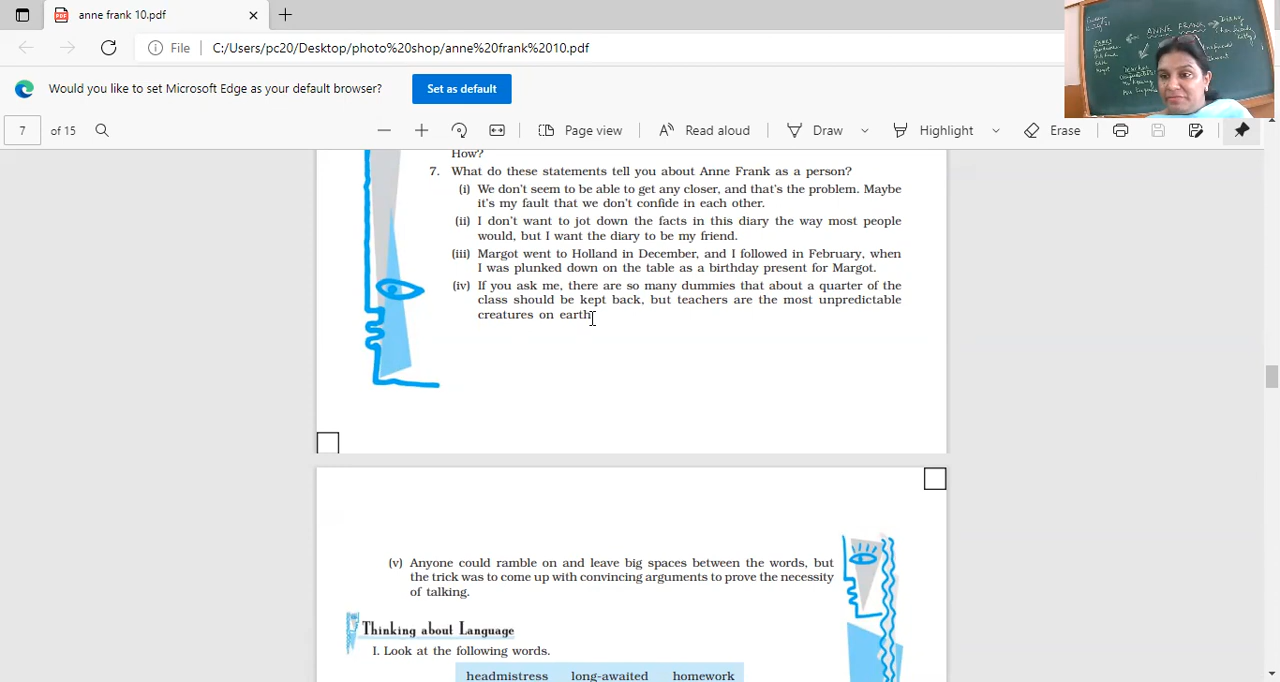 anne frank 10.pdf
File C:/Users/pc20/Desktop/photo%20shop/anne%20frank%2010.pdf
Would you like to set Microsoft Edge as your default browser? Set as default
7 of 15 Page view Read aloud Draw Highlight Erase
How?
7. What do these statements tell you about Anne Frank as a person?
(i) We don't seem to be able to get any closer, and that's the problem. Maybe
it's my fault that we don't confide in each other.
(ii) I don't want to jot down the facts in this diary the way most people
would, but I want the diary to be my friend.
(iii) Margot went to Holland in December, and I followed in February, when
I was plunked down on the table as a birthday present for Margot.
(iv) If you ask me, there are so many dummies that about a quarter of the
class should be kept back, but teachers are the most unpredictable
creatures on earth.
(v) Anyone could ramble on and leave big spaces between the words, but
the trick was to come up with convincing arguments to prove the necessity
of talking.
Thinking about Language
I. Look at the following words.
headmistress long-awaited homework
ANNE FRANK